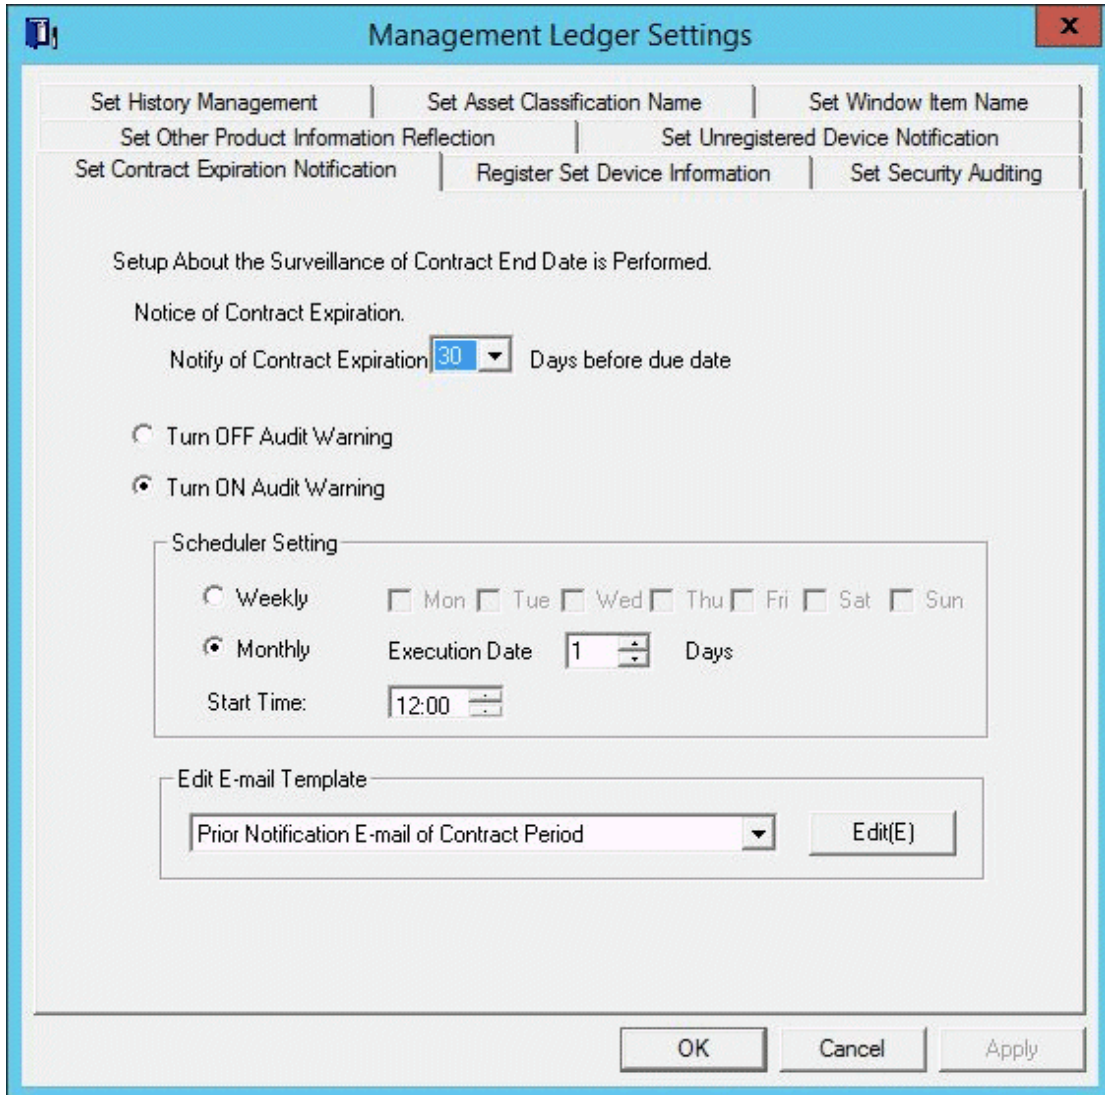 Management Ledger Settings
x
Set History Management
Set Asset Classification Name
Set Window Item Name
Set Other Product Information Reflection
Set Unregistered Device Notification
Set Contract Expiration Notification
Register Set Device Information
Set Security Auditing
Setup About the Surveillance of Contract End Date is Performed.
Notice of Contract Expiration.
Notify of Contract Expiration 30 Days before due date
Turn OFF Audit Warning
Turn ON Audit Warning
Scheduler Setting
Weekly Mon Tue Wed Thu Fri Sat Sun
Monthly Execution Date 1 Days
Start Time: 12:00
Edit E-mail Template
Prior Notification E-mail of Contract Period Edit(E)
OK Cancel Apply